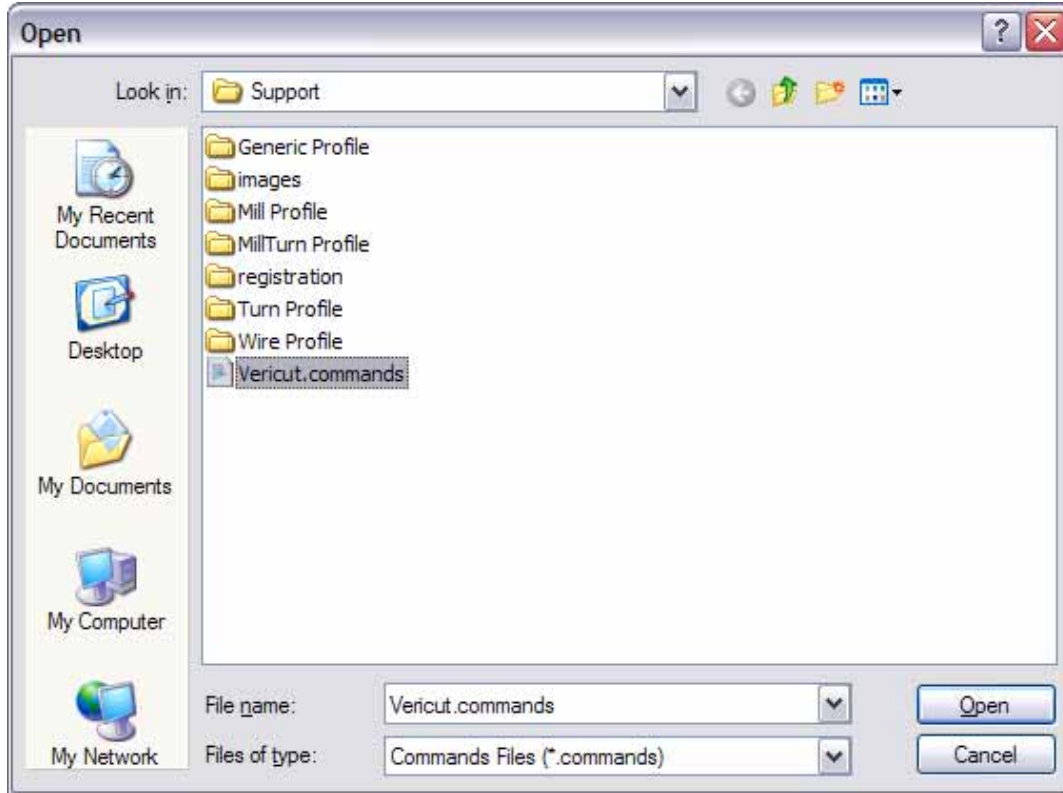 Open
Look in: Support
Generic Profile
images
Mill Profile
MillTurn Profile
registration
Turn Profile
Wire Profile
Vericut.commands
My Recent
Documents
Desktop
My Documents
My Computer
My Network
File name: Vericut.commands Open
Files of type: Commands Files (*.commands) Cancel